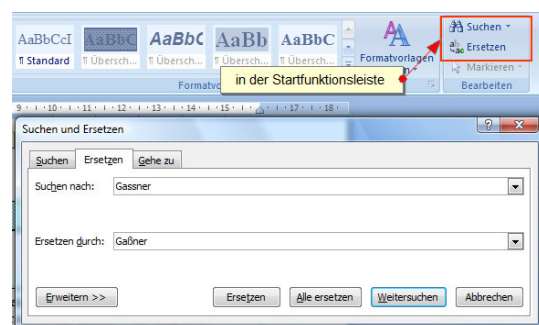 AaBbCcI AaBbC AaBbC AaBb AaBbC
¶ Standard ¶ Übersch... ¶ Übersch... ¶ Übersch... ¶ Übersch...
Formatvorlagen
Suchen
Ersetzen
Markieren
Bearbeiten
in der Startfunktionsleiste
9 · 10 · 11 · 12 · 13 · 14 · 15 · 17 · 18 ·
Suchen und Ersetzen
Suchen Ersetzen Gehe zu
Suchen nach: Gassner
Ersetzen durch: Gaßner
Erweitern >> Ersetzen Alle ersetzen Weitersuchen Abbrechen